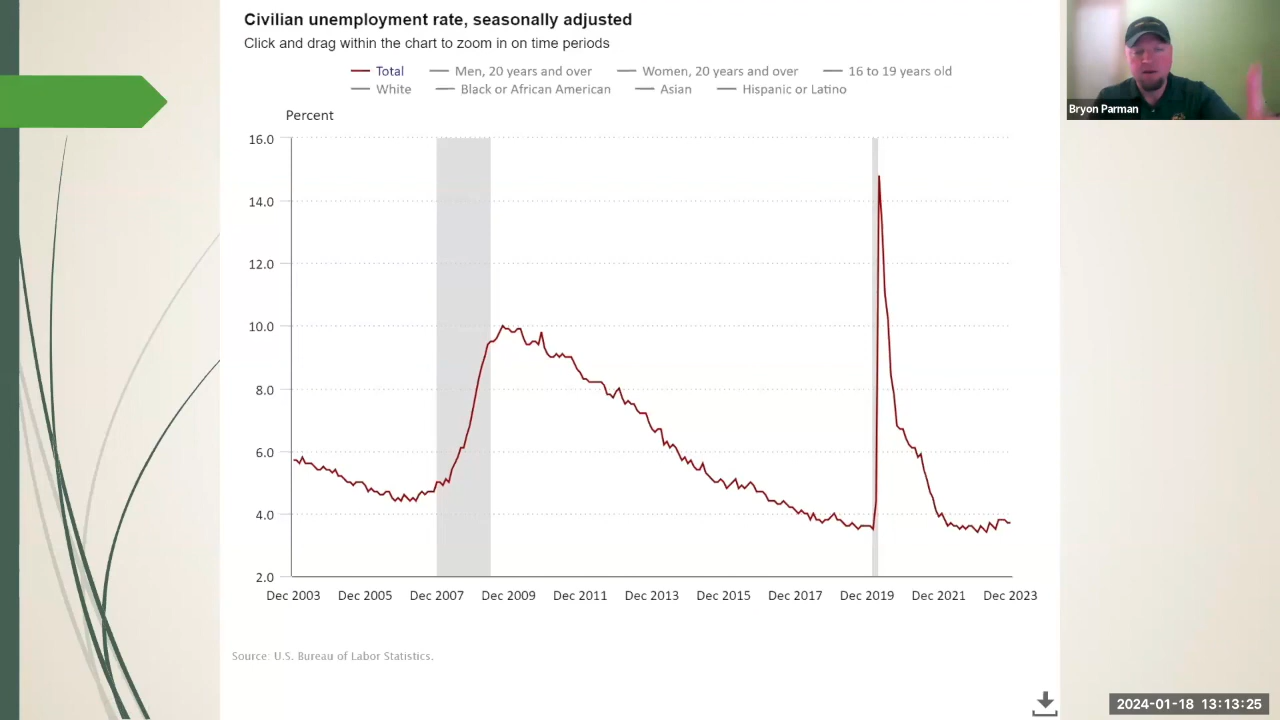 Civilian unemployment rate, seasonally adjusted
Click and drag within the chart to zoom in on time periods
Total Men, 20 years and over Women, 20 years and over 16 to 19 years old
White Black or African American Asian Hispanic or Latino
Percent
16.0
14.0
12.0
10.0
8.0
6.0
4.0
2.0
Dec 2003 Dec 2005 Dec 2007 Dec 2009 Dec 2011 Dec 2013 Dec 2015 Dec 2017 Dec 2019 Dec 2021 Dec 2023
Source: U.S. Bureau of Labor Statistics.
Bryon Parman
2024-01-18 13:13:25